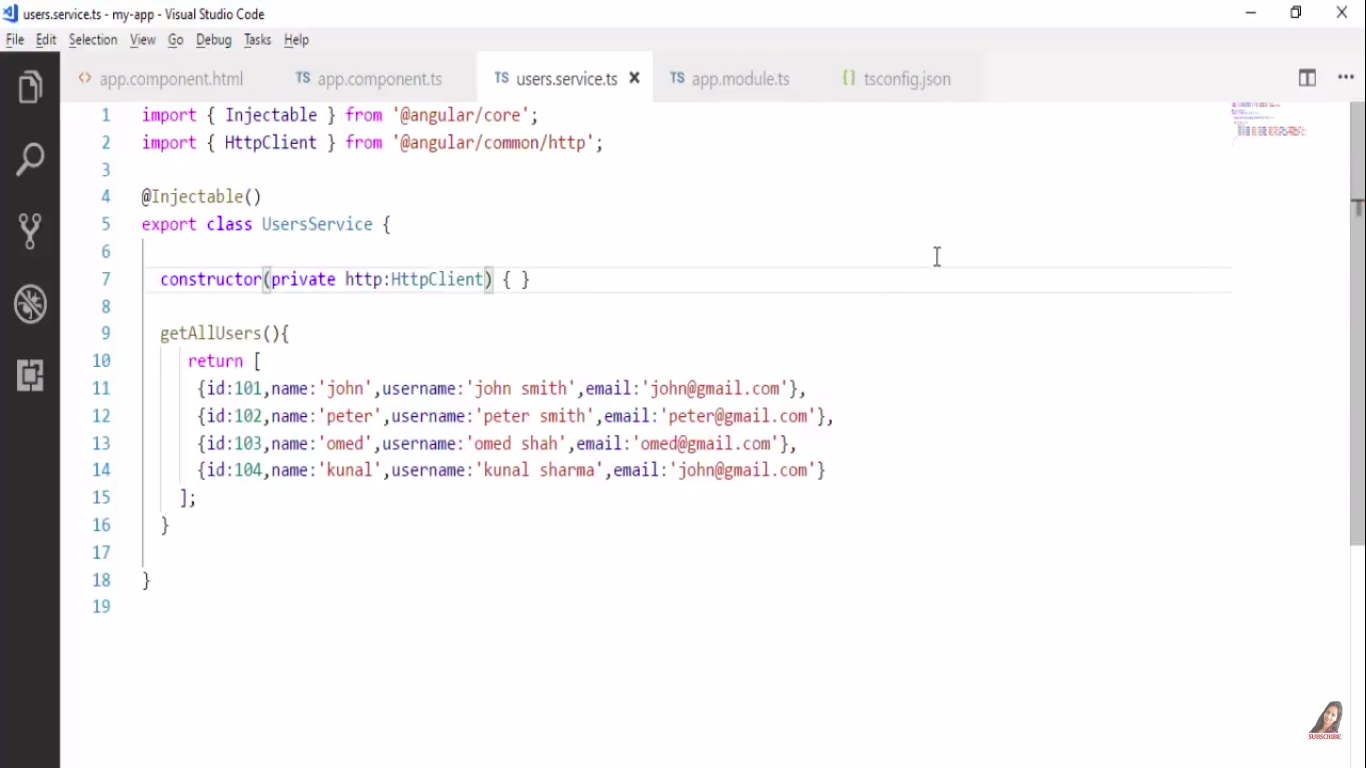 users.service.ts - my-app - Visual Studio Code
File Edit Selection View Go Debug Tasks Help
<> app.component.html TS app.component.ts TS users.service.ts × TS app.module.ts {} tsconfig.json
1 import { Injectable } from '@angular/core';
2 import { HttpClient } from '@angular/common/http';
3
4 @Injectable()
5 export class UsersService {
6
7 constructor(private http:HttpClient) { }
8
9 getAllUsers(){
10 return [
11 {id:101,name:'john',username:'john smith',email:'john@gmail.com'},
12 {id:102,name:'peter',username:'peter smith',email:'peter@gmail.com'},
13 {id:103,name:'omed',username:'omed shah',email:'omed@gmail.com'},
14 {id:104,name:'kunal',username:'kunal sharma',email:'john@gmail.com'}
15 ];
16 }
17
18 }
19
SUBSCRIBE